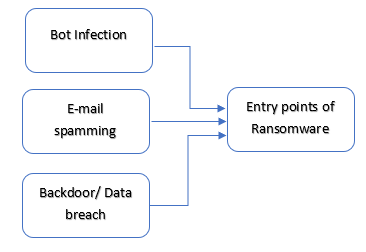 Bot Infection
E-mail
spamming
Backdoor/ Data
breach
Entry points of
Ransomware